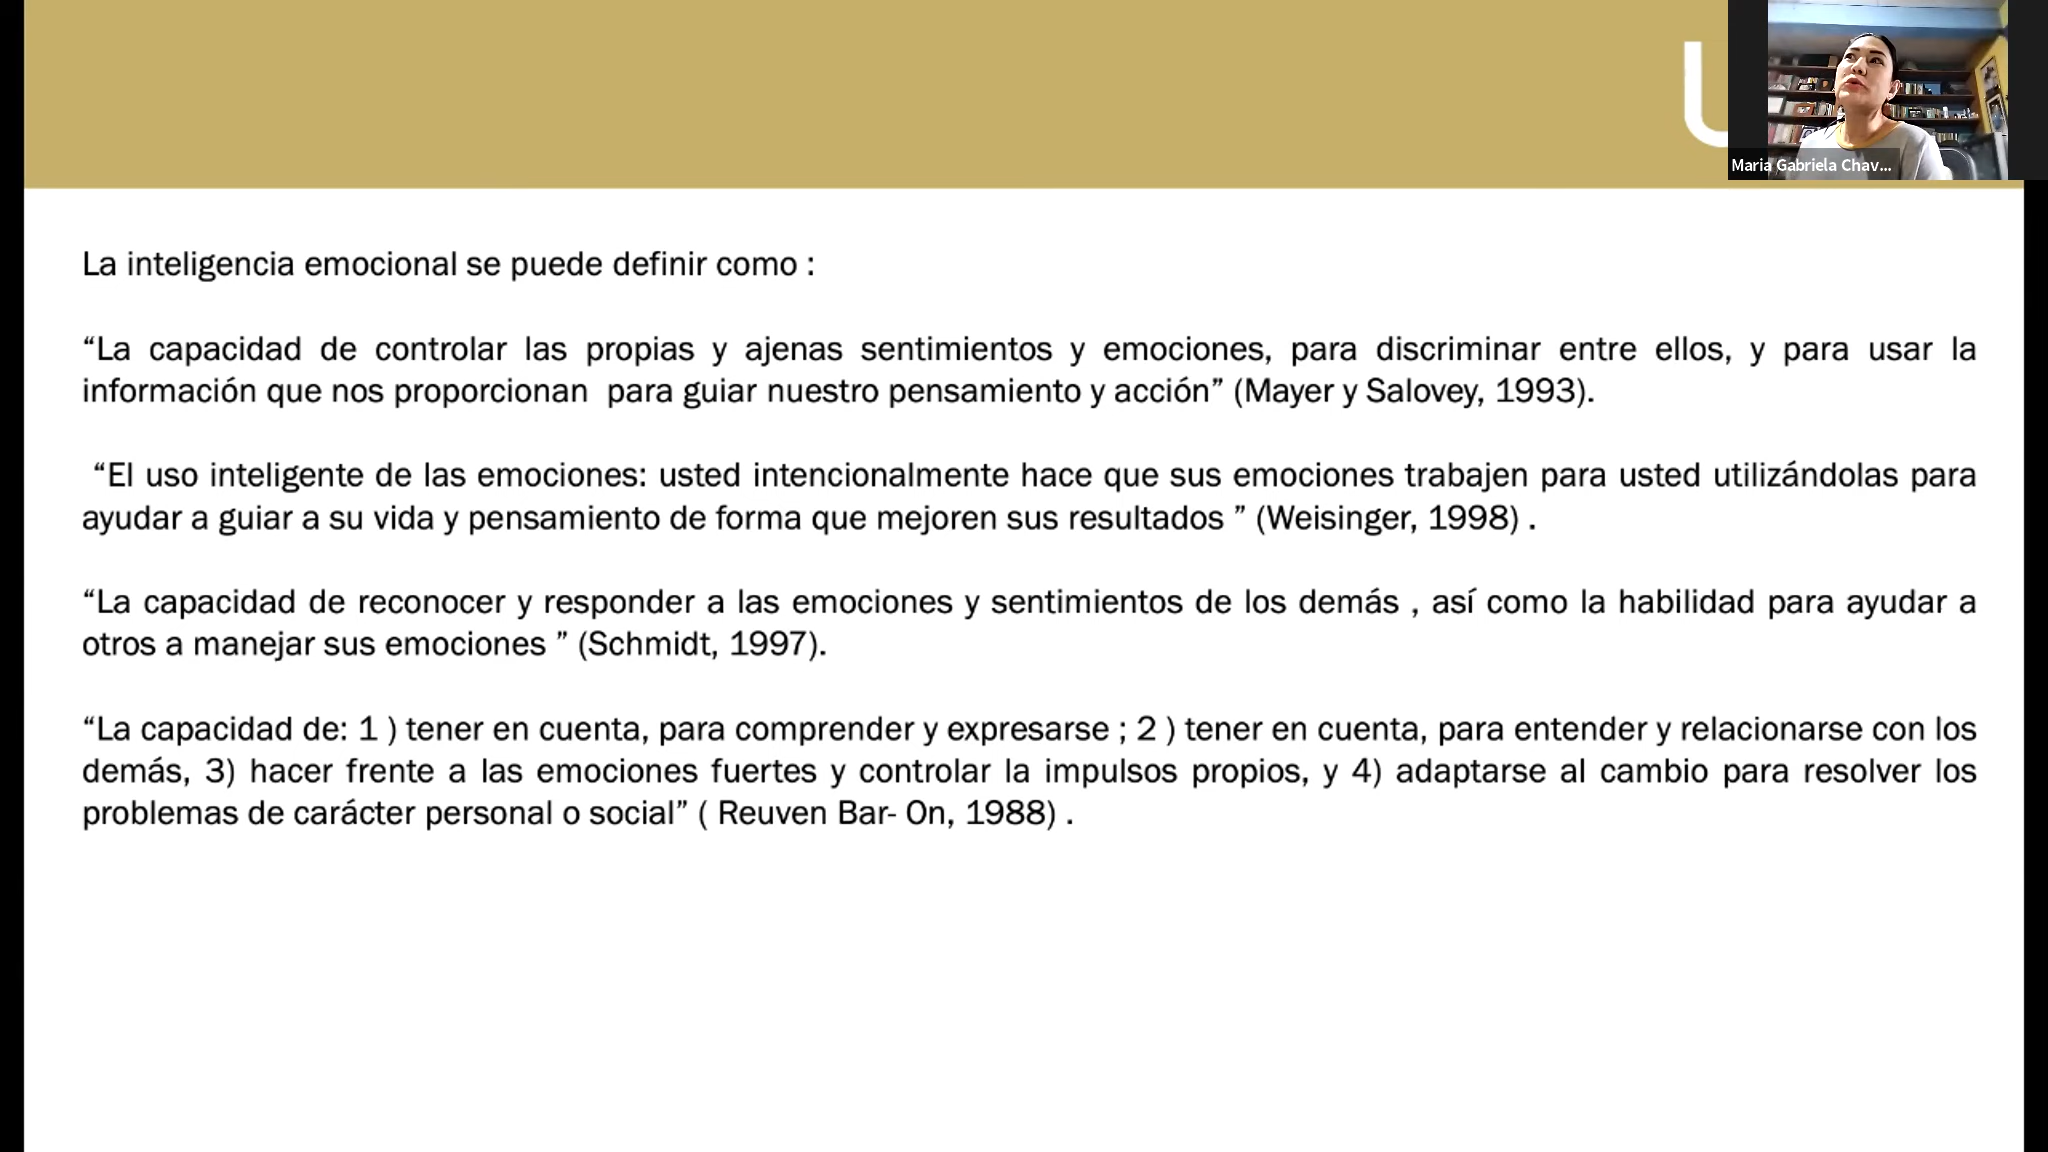 U
Maria Gabriela Chav...
La inteligencia emocional se puede definir como :
“La capacidad de controlar las propias y ajenas sentimientos y emociones, para discriminar entre ellos, y para usar la
información que nos proporcionan para guiar nuestro pensamiento y acción” (Mayer y Salovey, 1993).
“El uso inteligente de las emociones: usted intencionalmente hace que sus emociones trabajen para usted utilizándolas para
ayudar a guiar a su vida y pensamiento de forma que mejoren sus resultados ” (Weisinger, 1998) .
“La capacidad de reconocer y responder a las emociones y sentimientos de los demás , así como la habilidad para ayudar a
otros a manejar sus emociones ” (Schmidt, 1997).
“La capacidad de: 1 ) tener en cuenta, para comprender y expresarse ; 2 ) tener en cuenta, para entender y relacionarse con los
demás, 3) hacer frente a las emociones fuertes y controlar la impulsos propios, y 4) adaptarse al cambio para resolver los
problemas de carácter personal o social” ( Reuven Bar- On, 1988) .